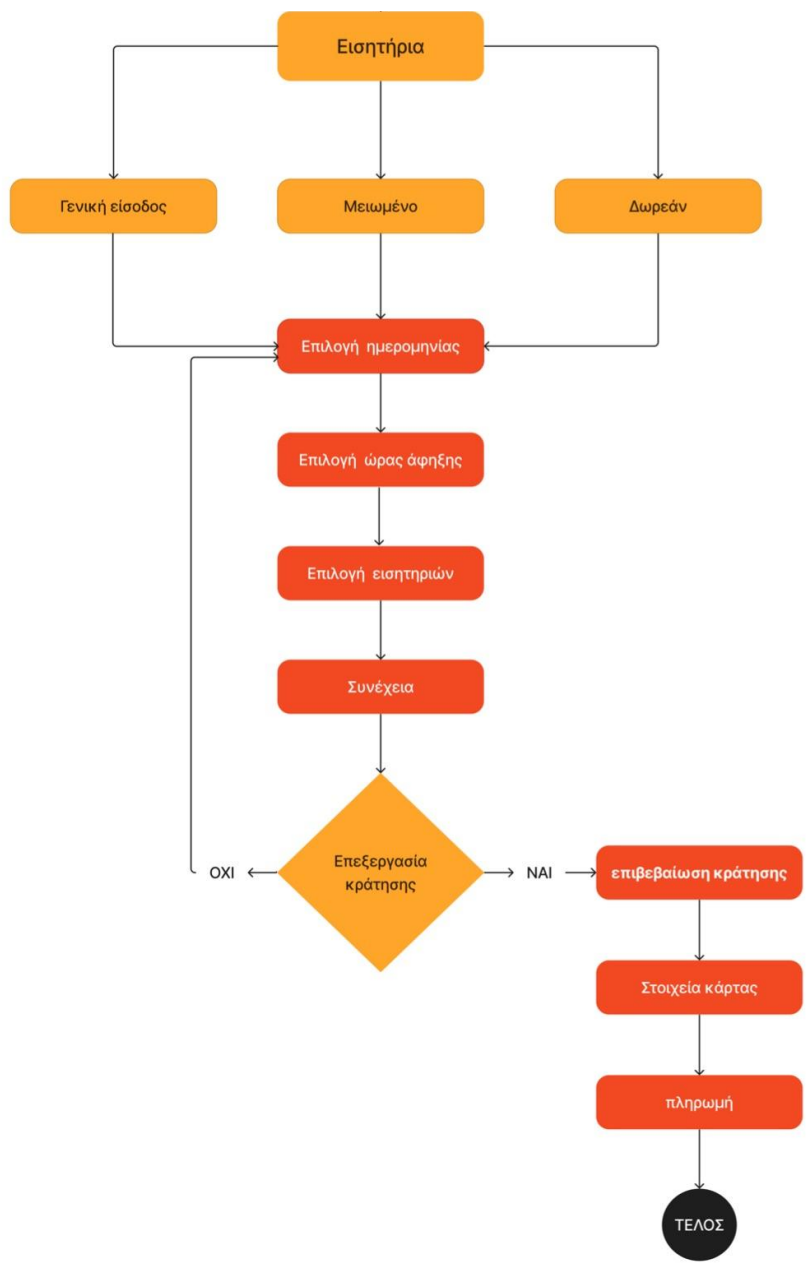 Εισητήρια
Γενική είσοδος
Μειωμένο
Δωρεάν
Επιλογή ημερομηνίας
Επιλογή ώρας άφηξης
Επιλογή εισητηριών
Συνέχεια
Επεξεργασία
κράτησης
ΟΧΙ
ΝΑΙ
επιβεβαίωση κράτησης
Στοιχεία κάρτας
πληρωμή
ΤΕΛΟΣ